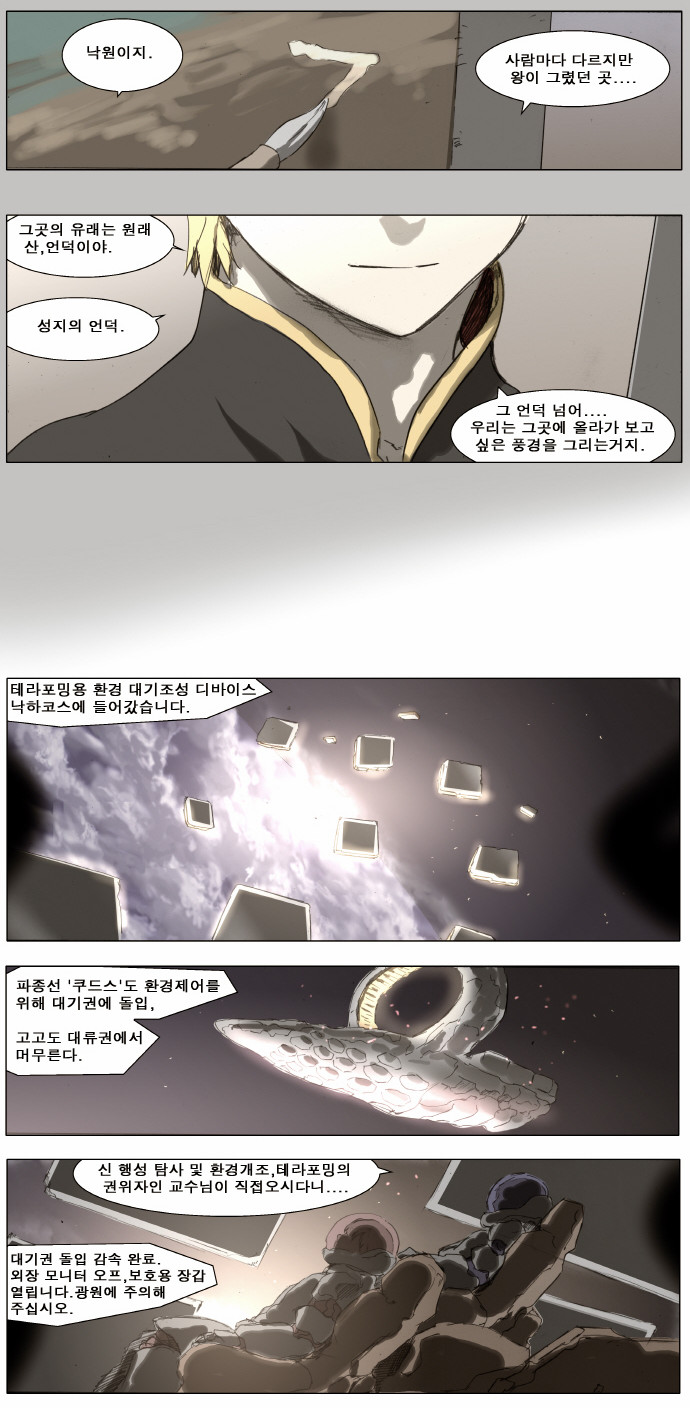 낙원이지.
사람마다 다르지만
왕이 그렸던 곳....
그곳의 유래는 원래
산,언덕이야.
성지의 언덕.
그 언덕 넘어....
우리는 그곳에 올라가 보고
싶은 풍경을 그리는거지.
테라포밍용 환경 대기조성 디바이스
낙하코스에 들어갔습니다.
파종선 '쿠드스'도 환경제어를
위해 대기권에 돌입,
고고도 대류권에서
머무른다.
신 행성 탐사 및 환경개조,테라포밍의
권위자인 교수님이 직접오시다니....
대기권 돌입 감속 완료.
외장 모니터 오프,보호용 장갑
열립니다.광원에 주의해
주십시오.